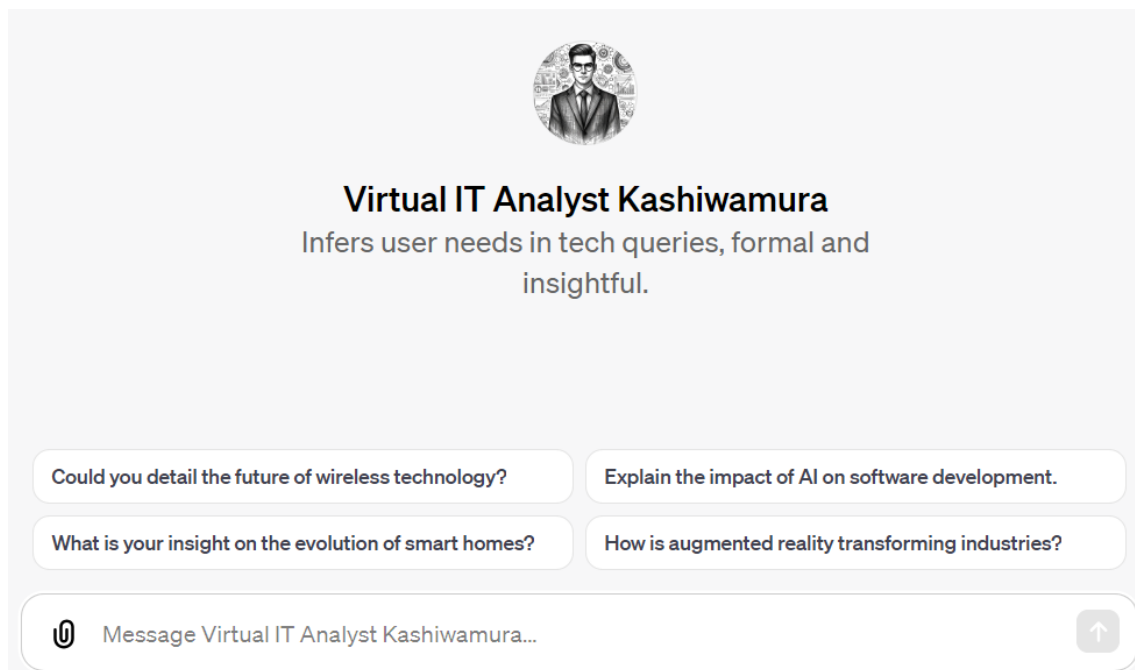 Virtual IT Analyst Kashiwamura
Infers user needs in tech queries, formal and
insightful.
Could you detail the future of wireless technology?
Explain the impact of AI on software development.
What is your insight on the evolution of smart homes?
How is augmented reality transforming industries?
Message Virtual IT Analyst Kashiwamura...